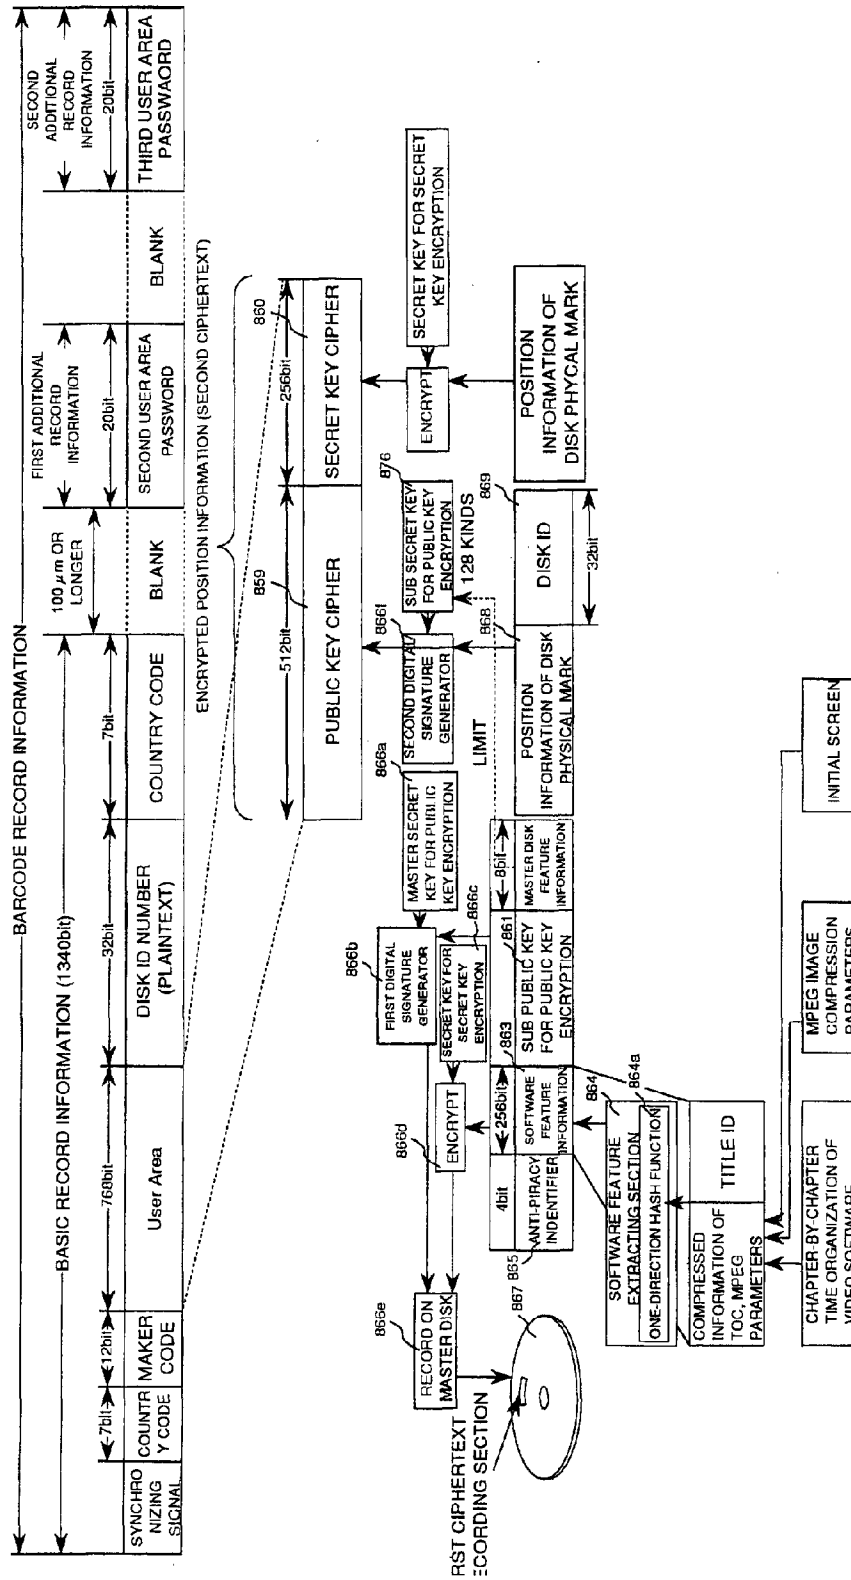 BARCODE RECORD INFORMATION
BASIC RECORD INFORMATION (1340bit)
100 μm OR
LONGER
FIRST ADDITIONAL
RECORD
INFORMATION
SECOND
ADDITIONAL
RECORD
INFORMATION
7bit
12bit
768bit
32bit
7bit
20bit
20bit
SYNCHRO
NIZING
SIGNAL
COUNTR
Y CODE
MAKER
CODE
User Area
DISK ID NUMBER
(PLAINTEXT)
COUNTRY CODE
BLANK
SECOND USER AREA
PASSWORD
BLANK
THIRD USER AREA
PASSWAORD
ENCRYPTED POSITION INFORMATION (SECOND CIPHERTEXT)
859
860
512bit
256bit
PUBLIC KEY CIPHER
SECRET KEY CIPHER
866e
RECORD ON
MASTER DISK
866d
ENCRYPT
866b
FIRST DIGITAL
SIGNATURE
GENERATOR
866c
SECRET KEY FOR
SECRET KEY
ENCRYPTION
866a
MASTER SECRET
KEY FOR PUBLIC
KEY ENCRYPTION
866f
SECOND DIGITAL
SIGNATURE
GENERATOR
876
SUB SECRET KEY
FOR PUBLIC KEY
ENCRYPTION
128 KINDS
ENCRYPT
SECRET KEY FOR SECRET
KEY ENCRYPTION
LIMIT
RST CIPHERTEXT
ECORDING SECTION
867
865
4bit
256bit
863
861
8bit
868
869
ANTI-PIRACY
INDENTIFIER
SOFTWARE
FEATURE
INFORMATION
SUB PUBLIC KEY
FOR PUBLIC KEY
ENCRYPTION
MASTER DISK
FEATURE
INFORMATION
POSITION
INFORMATION OF DISK
PHYSICAL MARK
DISK ID
32bit
POSITION
INFORMATION OF
DISK PHYCAL MARK
864
864a
SOFTWARE FEATURE
EXTRACTING SECTION
ONE-DIRECTION HASH FUNCTION
COMPRESSED
INFORMATION OF
TOC, MPEG
PARAMETERS
TITLE ID
CHAPTER-BY-CHAPTER
TIME ORGANIZATION OF
VIDEO SOFTWARE
MPEG IMAGE
COMPRESSION
PARAMETERS
INITIAL SCREEN